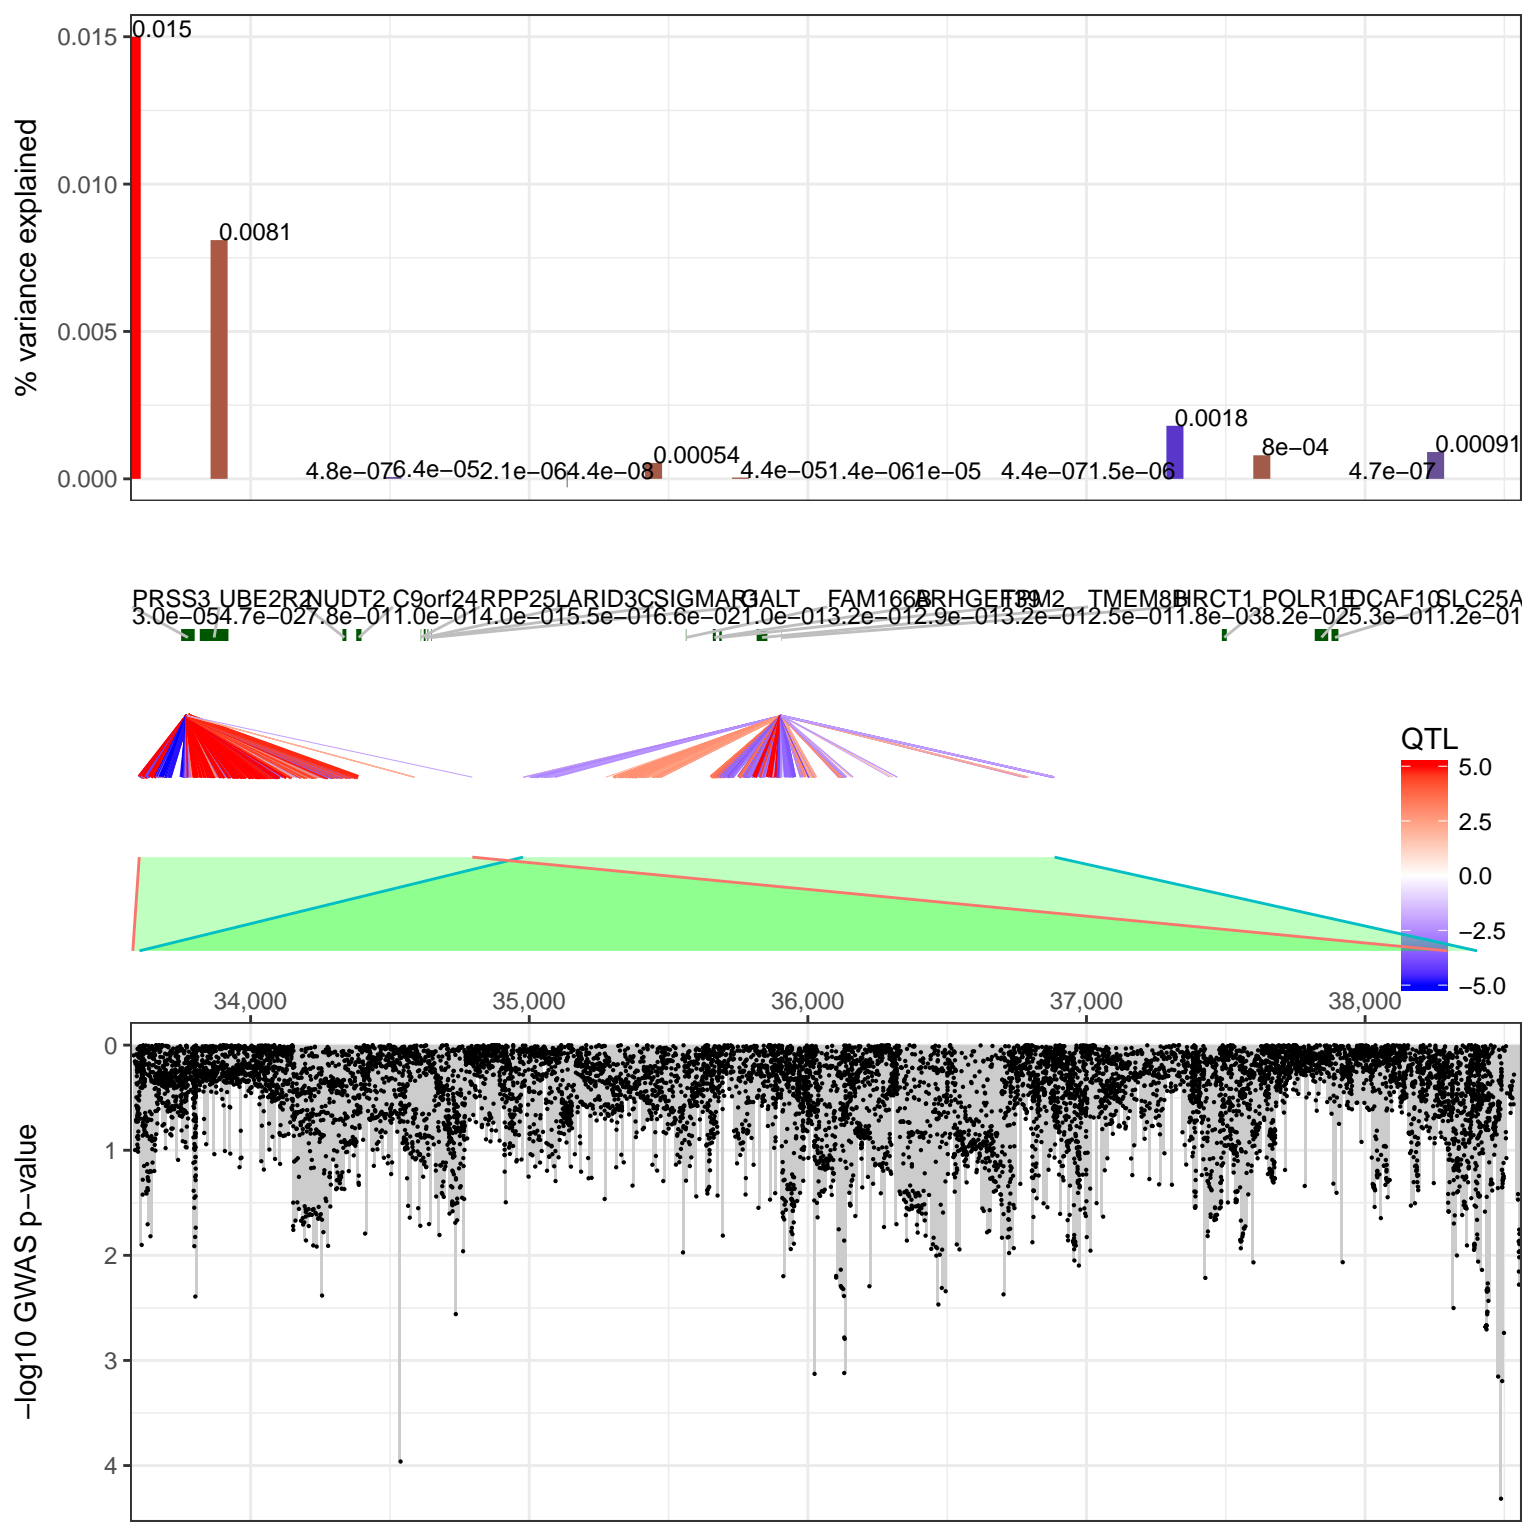 0.015
0.015
0.010
0.0081
0.005
0.0018
0.00054
8e−04
0.00091
0.000
4.8e−07
6.4e−05
2.1e−06
4.4e−08
4.4e−05
1.4e−06
1e−05
4.4e−07
1.5e−06
4.7e−07
% variance explained
PRSS3 UBE2R2 NUDT2 C9orf24 RPP25L ARID3C SIGMAR1 GALT FAM166B ARHGEF39 TMEM8B HRCT1 POLR1E DCAF10 SLC25A
3.0e−05 4.7e−02 7.8e−01 1.0e−01 4.0e−01 5.5e−01 6.6e−02 1.0e−01 3.2e−01 2.9e−01 3.2e−01 2.5e−01 1.8e−03 8.2e−02 5.3e−01 1.2e−01
QTL
5.0
2.5
0.0
−2.5
−5.0
34,000 35,000 36,000 37,000 38,000
0
1
2
3
4
−log10 GWAS p−value